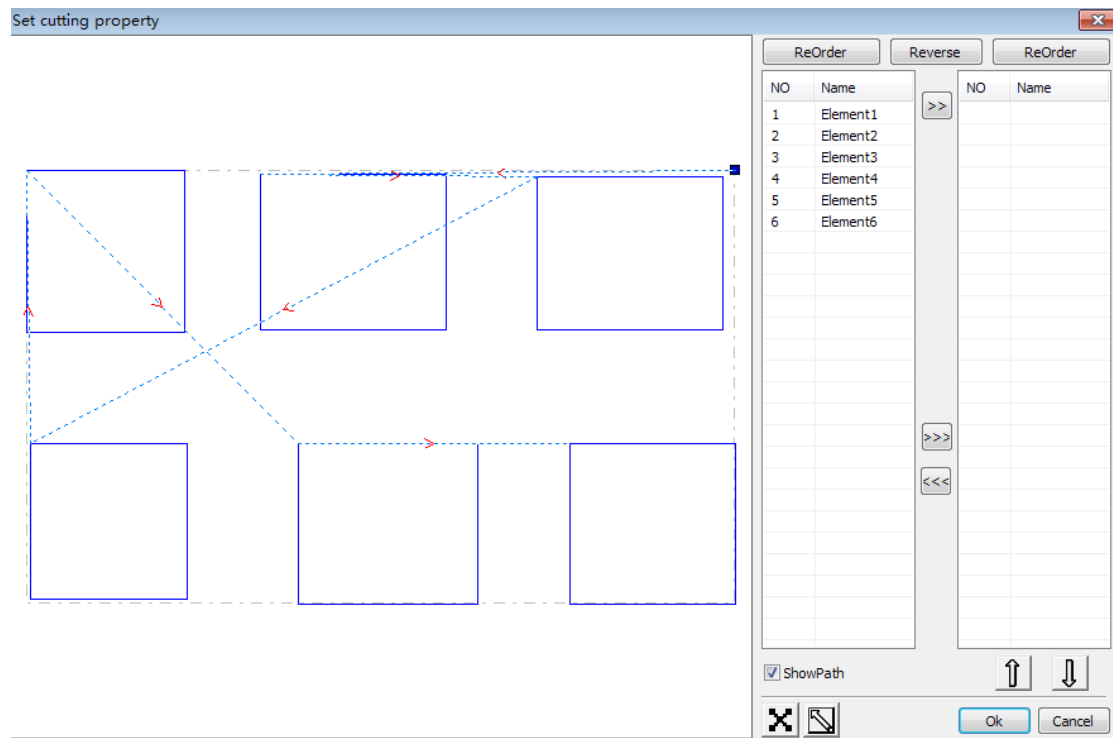 Set cutting property
ReOrder Reverse ReOrder
NO Name >> NO Name
1 Element1
2 Element2
3 Element3
4 Element4
5 Element5
6 Element6
>>>
<<<
ShowPath
Ok Cancel